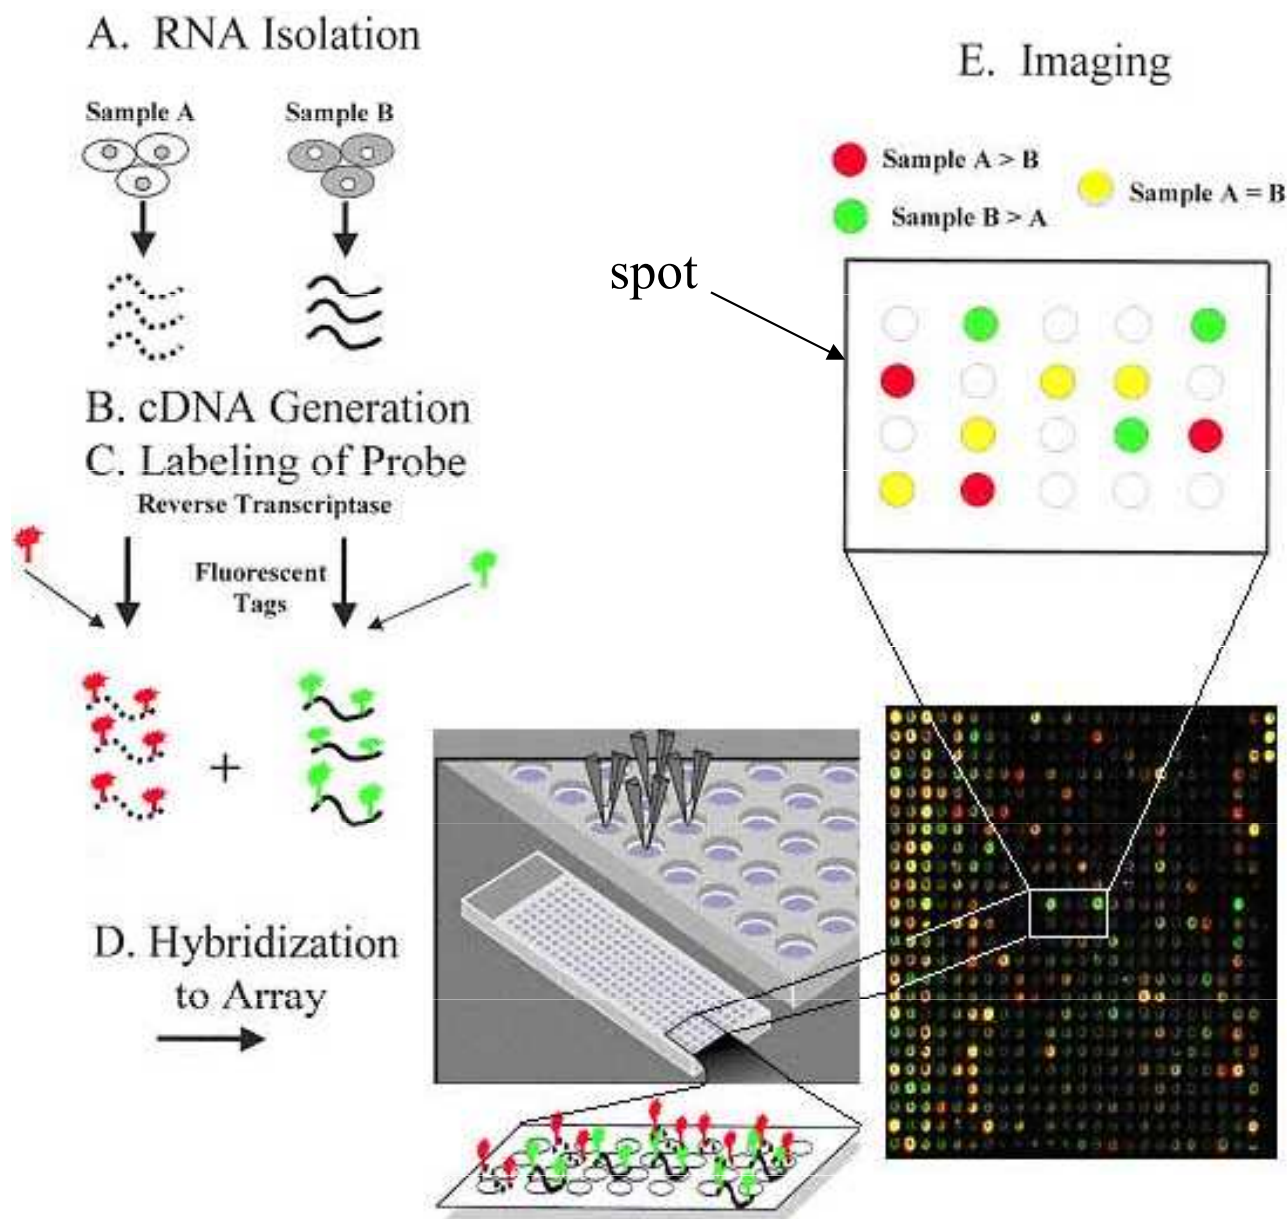 A. RNA Isolation
Sample A
Sample B
B. cDNA Generation
C. Labeling of Probe
Reverse Transcriptase
Fluorescent
Tags
+
D. Hybridization
to Array
E. Imaging
Sample A > B
Sample A = B
Sample B > A
spot